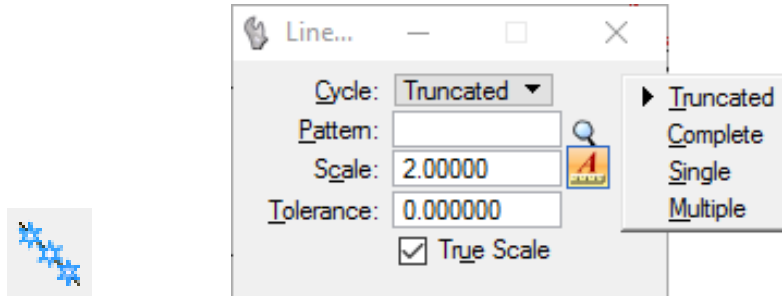 Line...
Cycle: Truncated
Pattern:
Scale: 2.00000
Tolerance: 0.000000
True Scale
Truncated
Complete
Single
Multiple